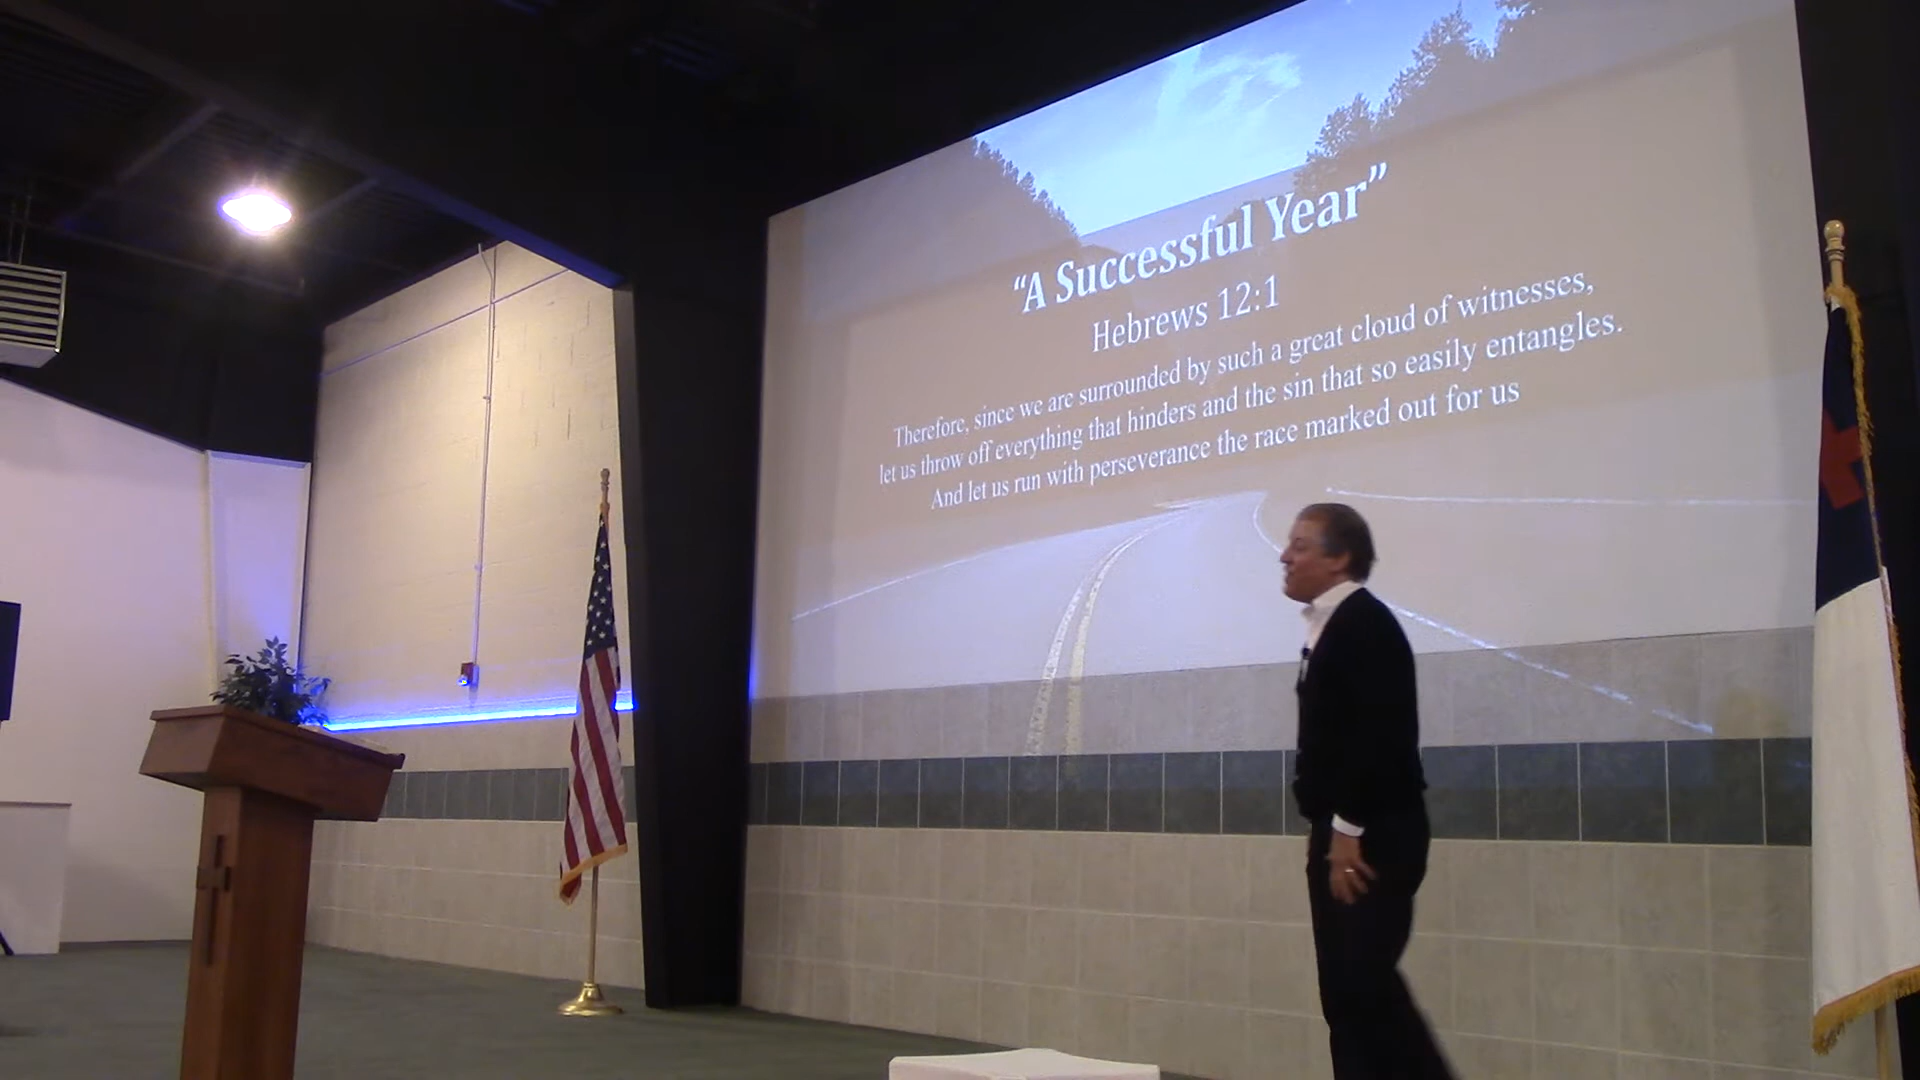 “A Successful Year”
Hebrews 12:1
Therefore, since we are surrounded by such a great cloud of witnesses,
let us throw off everything that hinders and the sin that so easily entangles.
And let us run with perseverance the race marked out for us